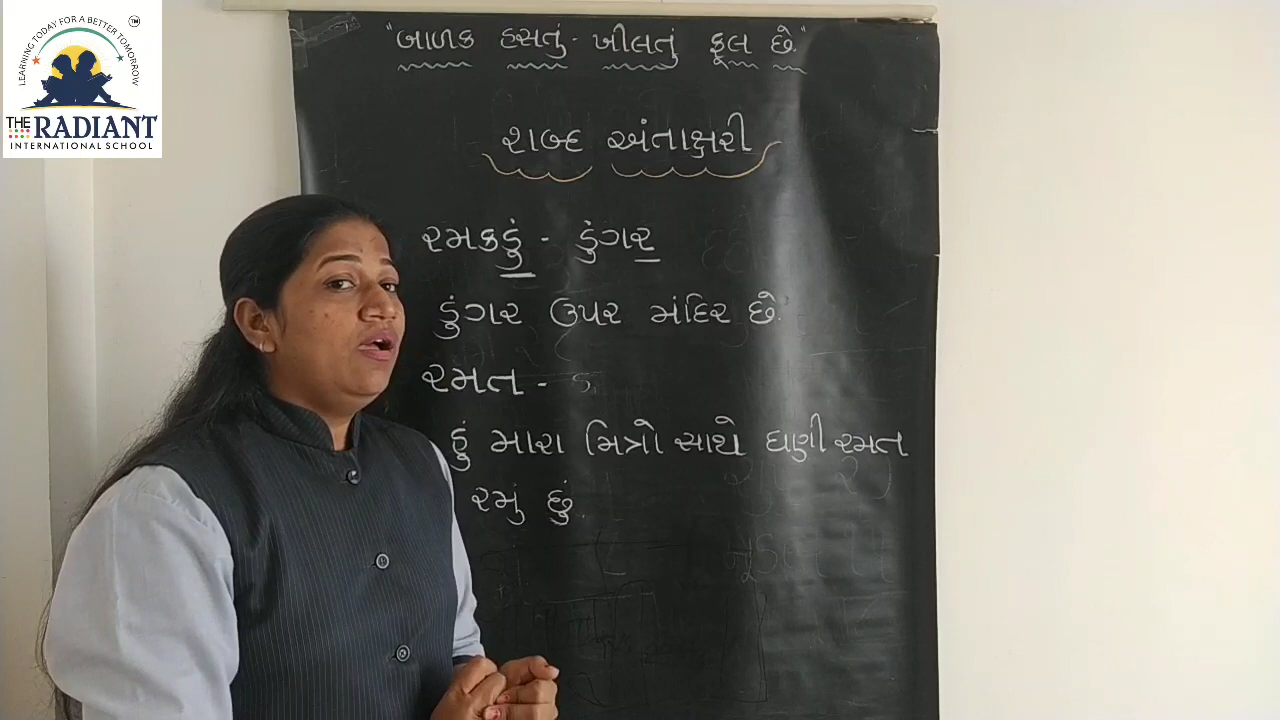 LEARNING TODAY FOR A BETTER TOMORROW
TM
THE RADIANT
INTERNATIONAL SCHOOL
"બાળક હસતું- ખીલતું ફૂલ છે."
શબ્દ અંતાક્ષરી
રમકડું - ડુંગર
ડુંગર ઉપર મંદિર છે.
રમત -
હું મારા મિત્રો સાથે ઘણી રમત
રમું છું.